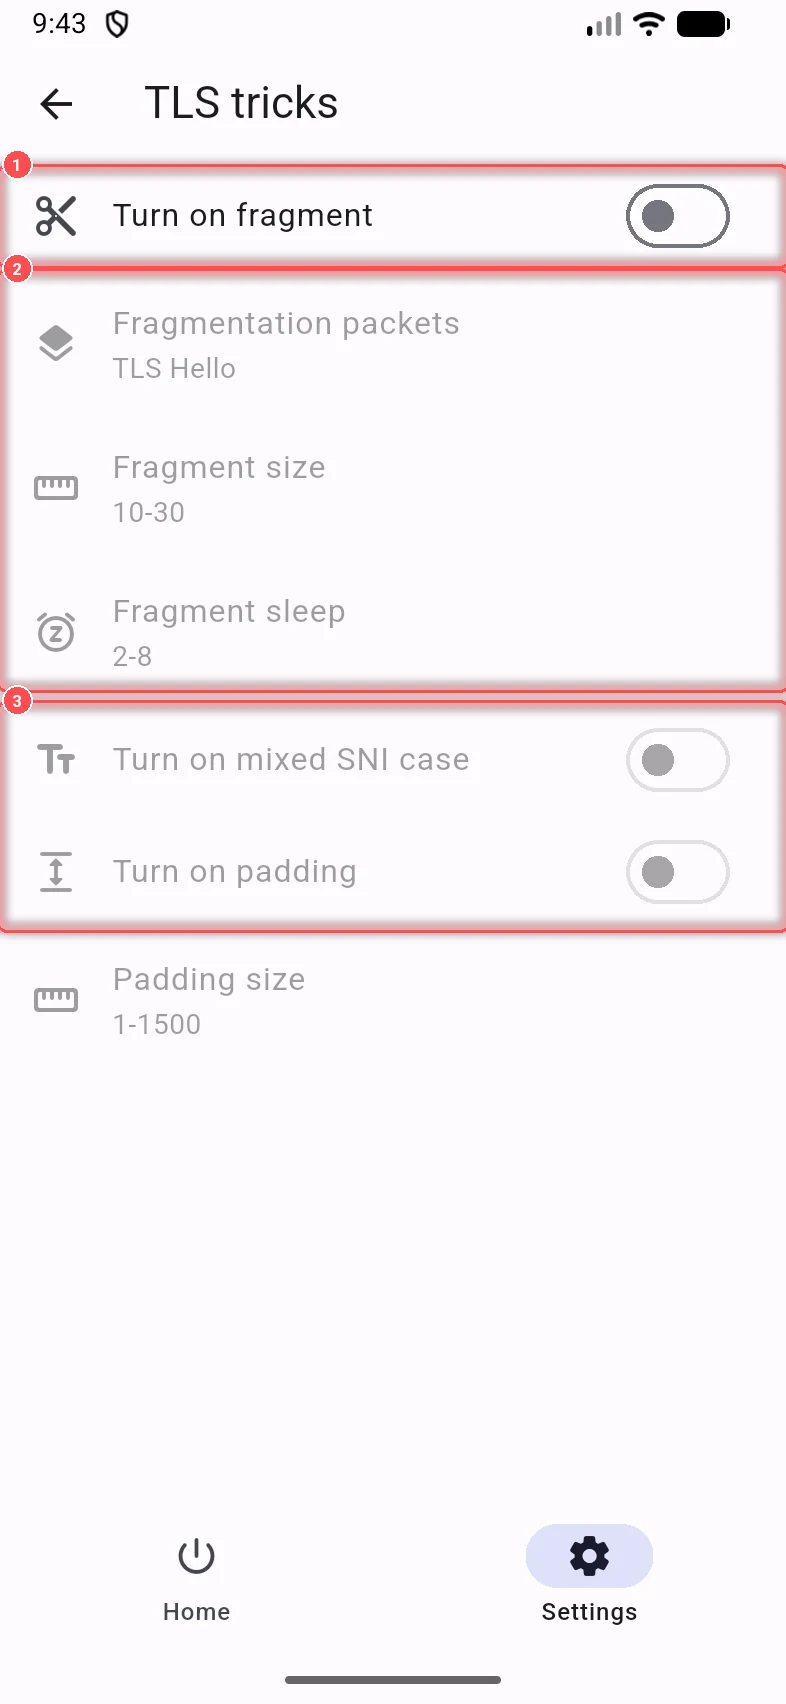 9:43
TLS tricks
1
Turn on fragment
2
Fragmentation packets
TLS Hello
Fragment size
10-30
Fragment sleep
2-8
3
Turn on mixed SNI case
Turn on padding
Padding size
1-1500
Home
Settings